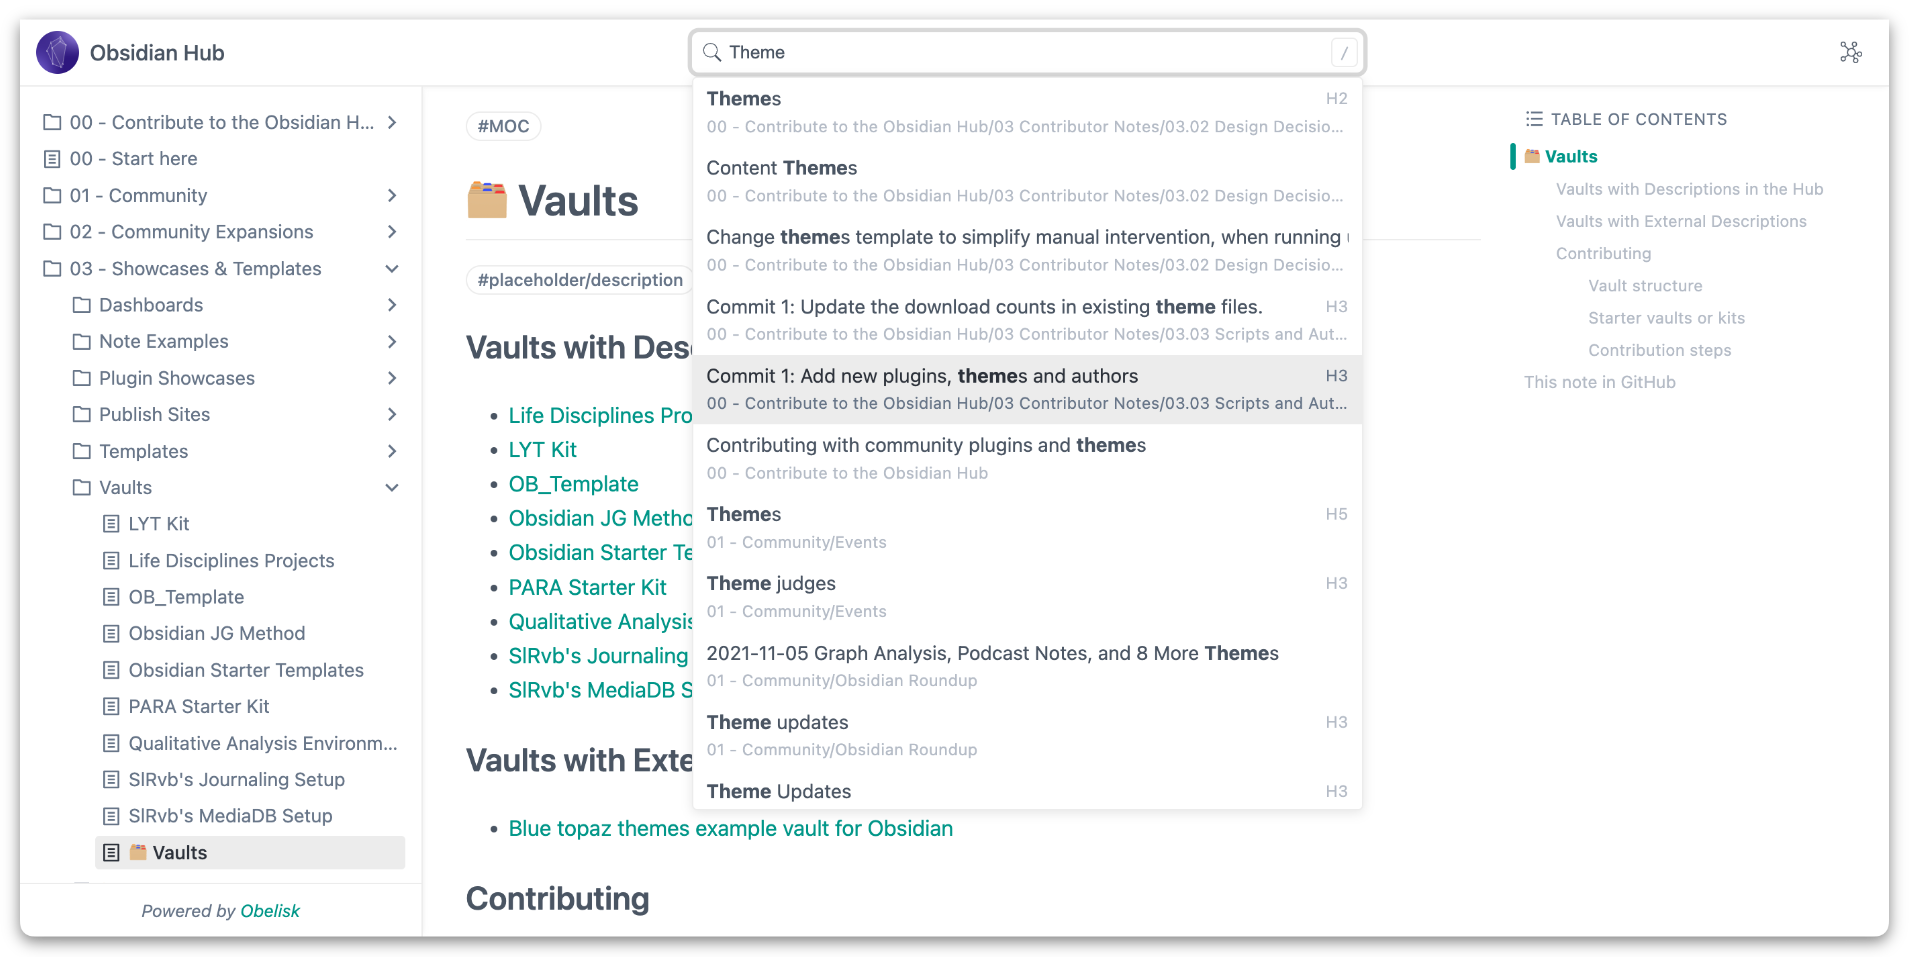 Obsidian Hub
Theme
/
00 - Contribute to the Obsidian H...
00 - Start here
01 - Community
02 - Community Expansions
03 - Showcases & Templates
Dashboards
Note Examples
Plugin Showcases
Publish Sites
Templates
Vaults
LYT Kit
Life Disciplines Projects
OB_Template
Obsidian JG Method
Obsidian Starter Templates
PARA Starter Kit
Qualitative Analysis Environm...
SlRvb's Journaling Setup
SlRvb's MediaDB Setup
Vaults
Powered by Obelisk
#MOC
Vaults
#placeholder/description
Vaults with Desc
Life Disciplines Pro
LYT Kit
OB_Template
Obsidian JG Metho
Obsidian Starter Te
PARA Starter Kit
Qualitative Analysis
SlRvb's Journaling
SlRvb's MediaDB S
Vaults with Exte
Blue topaz themes example vault for Obsidian
Contributing
Themes H2
00 - Contribute to the Obsidian Hub/03 Contributor Notes/03.02 Design Decisio...
Content Themes
00 - Contribute to the Obsidian Hub/03 Contributor Notes/03.02 Design Decisio...
Change themes template to simplify manual intervention, when running
00 - Contribute to the Obsidian Hub/03 Contributor Notes/03.02 Design Decisio...
Commit 1: Update the download counts in existing theme files. H3
00 - Contribute to the Obsidian Hub/03 Contributor Notes/03.03 Scripts and Aut...
Commit 1: Add new plugins, themes and authors H3
00 - Contribute to the Obsidian Hub/03 Contributor Notes/03.03 Scripts and Aut...
Contributing with community plugins and themes
00 - Contribute to the Obsidian Hub
Themes H5
01 - Community/Events
Theme judges H3
01 - Community/Events
2021-11-05 Graph Analysis, Podcast Notes, and 8 More Themes
01 - Community/Obsidian Roundup
Theme updates H3
01 - Community/Obsidian Roundup
Theme Updates H3
TABLE OF CONTENTS
Vaults
Vaults with Descriptions in the Hub
Vaults with External Descriptions
Contributing
Vault structure
Starter vaults or kits
Contribution steps
This note in GitHub